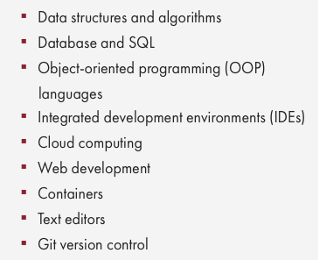 ▪ Data structures and algorithms
▪ Database and SQL
▪ Object-oriented programming (OOP)
languages
▪ Integrated development environments (IDEs)
▪ Cloud computing
▪ Web development
▪ Containers
▪ Text editors
▪ Git version control